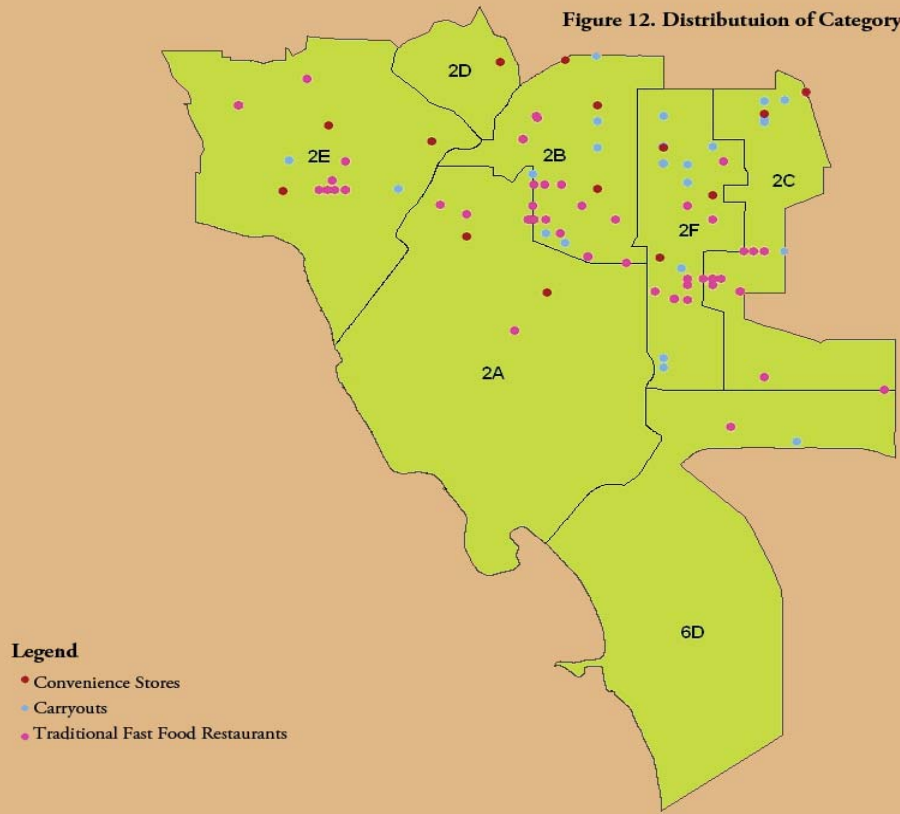 Figure 12. Distributuion of Category
2D
2E
2B
2C
2F
2A
6D
Legend
Convenience Stores
Carryouts
Traditional Fast Food Restaurants